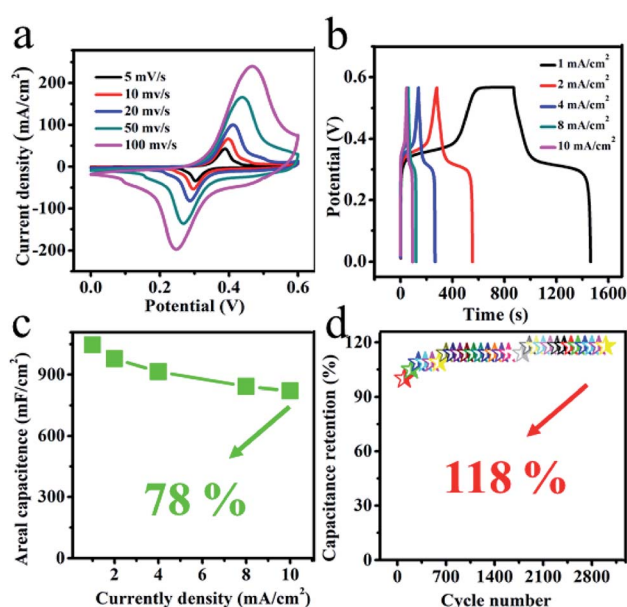 a
Current density (mA/cm²)
200
100
0
-100
-200
5 mV/s
10 mv/s
20 mv/s
50 mv/s
100 mv/s
0.0 0.2 0.4 0.6
Potential (V)
b
Potential (V)
0.6
0.4
0.2
0.0
1 mA/cm²
2 mA/cm²
4 mA/cm²
8 mA/cm²
10 mA/cm²
0 400 800 1200 1600
Time (s)
c
Areal capacitence (mF/cm²)
900
600
300
0
78 %
2 4 6 8 10
Currently density (mA/cm²)
d
Capacitance retention (%)
120
90
60
30
0
118 %
0 700 1400 2100 2800
Cycle number